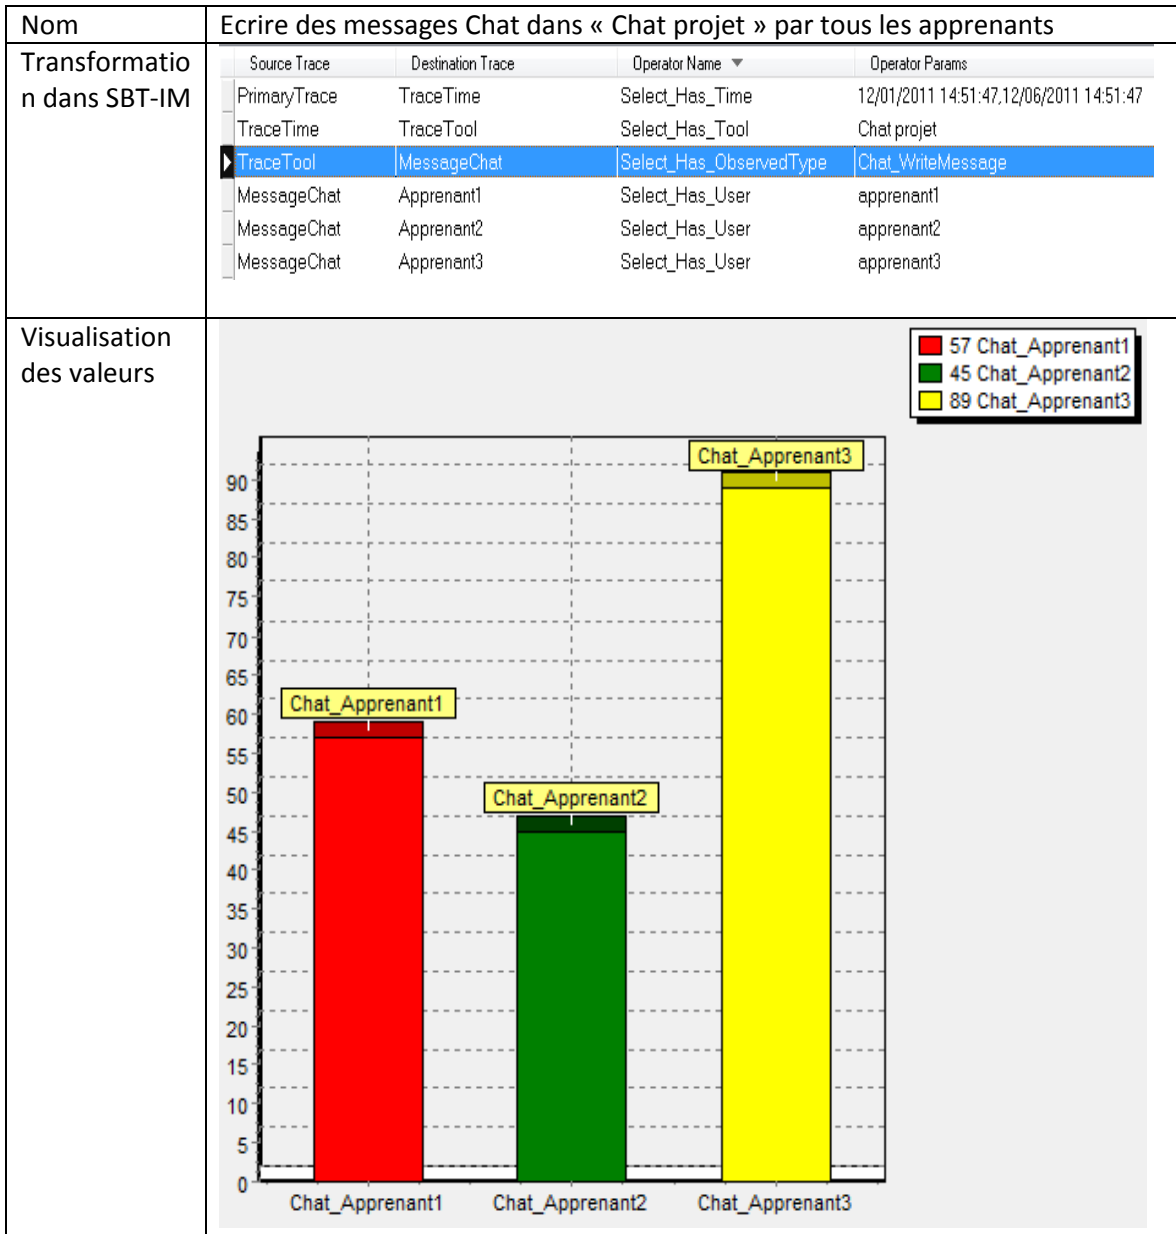 Nom
Ecrire des messages Chat dans « Chat projet » par tous les apprenants
Transformatio
n dans SBT-IM
Source Trace Destination Trace Operator Name Operator Params
PrimaryTrace TraceTime Select_Has_Time 12/01/2011 14:51:47,12/06/2011 14:51:47
TraceTime TraceTool Select_Has_Tool Chat projet
TraceTool MessageChat Select_Has_ObservedType Chat_WriteMessage
MessageChat Apprenant1 Select_Has_User apprenant1
MessageChat Apprenant2 Select_Has_User apprenant2
MessageChat Apprenant3 Select_Has_User apprenant3
Visualisation
des valeurs
57 Chat_Apprenant1
45 Chat_Apprenant2
89 Chat_Apprenant3
Chat_Apprenant3
90
85
80
75
70
65
Chat_Apprenant1
60
55
50
Chat_Apprenant2
45
40
35
30
25
20
15
10
5
0
Chat_Apprenant1 Chat_Apprenant2 Chat_Apprenant3